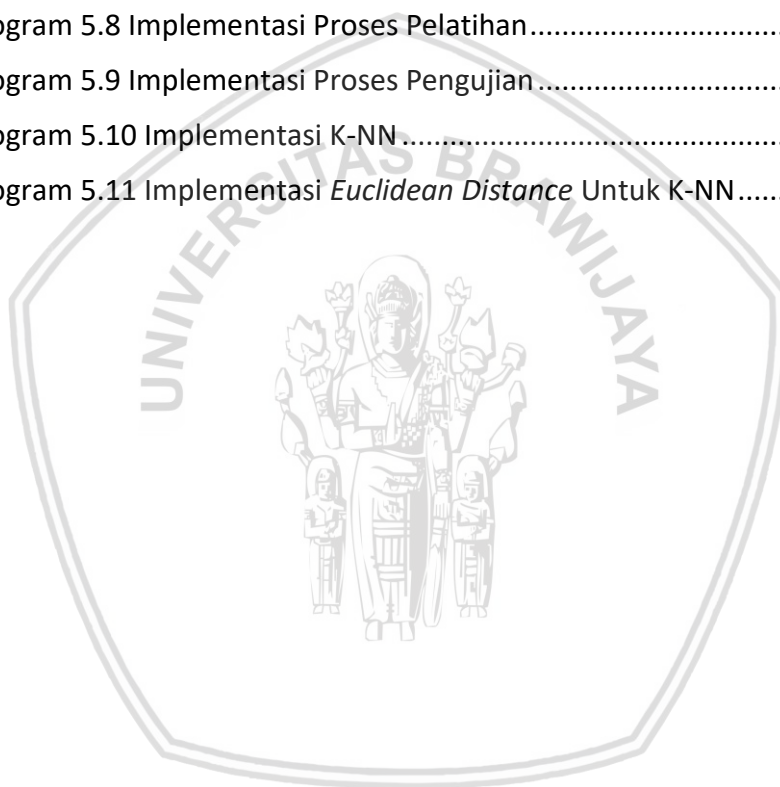 ogram 5.8 Implementasi Proses Pelatihan..............................
ogram 5.9 Implementasi Proses Pengujian.............................
ogram 5.10 Implementasi K-NN..............................................
ogram 5.11 Implementasi Euclidean Distance Untuk K-NN......
UNIVERSITAS BRAWIJAYA